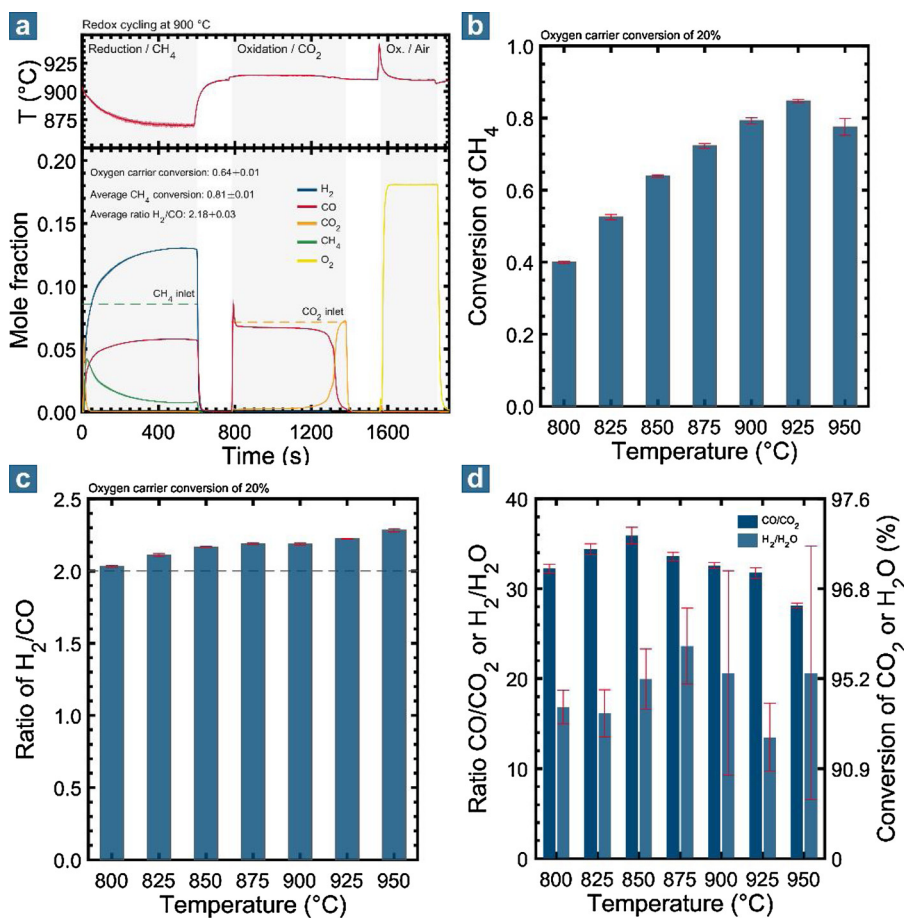 a
Redox cycling at 900 °C
Reduction / CH4
Oxidation / CO2
Ox. / Air
T (°C)
925
900
875
Oxygen carrier conversion: 0.64±0.01
Average CH4 conversion: 0.81±0.01
Average ratio H2/CO: 2.18±0.03
H2
CO
CO2
CH4
O2
CH4 inlet
CO2 inlet
Mole fraction
0.20
0.15
0.10
0.05
0.00
0 400 800 1200 1600
Time (s)
b
Oxygen carrier conversion of 20%
Conversion of CH4
1.0
0.8
0.6
0.4
0.2
0.0
800 825 850 875 900 925 950
Temperature (°C)
c
Oxygen carrier conversion of 20%
Ratio of H2/CO
2.5
2.0
1.5
1.0
0.5
0.0
800 825 850 875 900 925 950
Temperature (°C)
d
CO/CO2
H2/H2O
Ratio CO/CO2 or H2/H2O
40
32
24
16
8
0
97.6
96.8
95.2
90.9
0
Conversion of CO2 or H2O (%)
800 825 850 875 900 925 950
Temperature (°C)